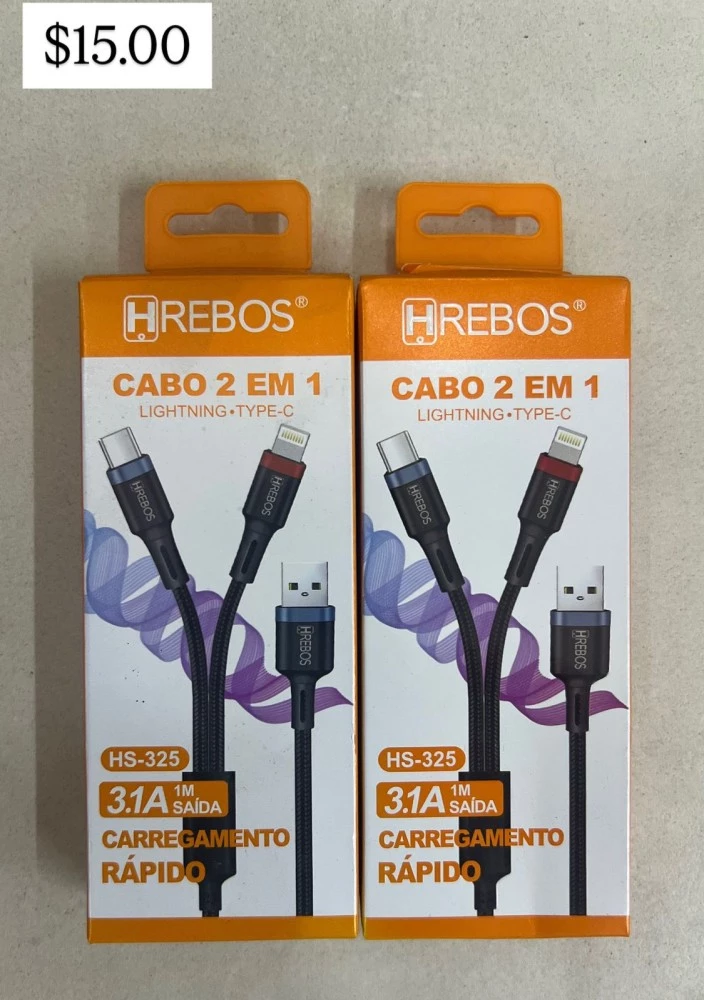 $15.00
HREBOS®
CABO 2 EM 1
LIGHTNING•TYPE-C
HREBOS
HREBOS
HREBOS
HS-325
3.1A 1M SAÍDA
CARREGAMENTO
RÁPIDO
HREBOS®
CABO 2 EM 1
LIGHTNING•TYPE-C
HREBOS
HREBOS
HREBOS
HS-325
3.1A 1M SAÍDA
CARREGAMENTO
RÁPIDO